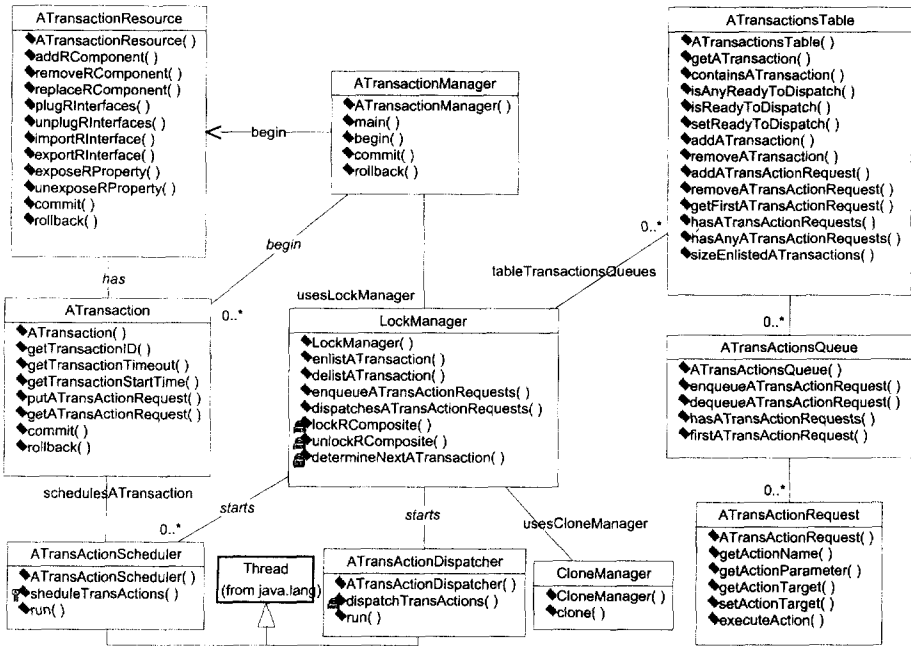 ATransactionResource
ATransactionResource( )
addRComponent( )
removeRComponent( )
replaceRComponent( )
plugRInterfaces( )
unplugRInterfaces( )
importRInterface( )
exportRInterface( )
exposeRProperty( )
unexposeRProperty( )
commit( )
rollback( )
begin
ATransactionManager
ATransactionManager( )
main( )
begin( )
commit( )
rollback( )
ATransactionsTable
ATransactionsTable( )
getATransaction( )
containsATransaction( )
isAnyReadyToDispatch( )
isReadyToDispatch( )
setReadyToDispatch( )
addATransaction( )
removeATransaction( )
addATransActionRequest( )
removeATransActionRequest( )
getFirstATransActionRequest( )
hasATransActionRequests( )
hasAnyATransActionRequests( )
sizeEnlistedATransactions( )
has
begin
0..*
usesLockManager
0..*
tableTransactionsQueues
0..*
ATransaction
ATransaction( )
getTransactionID( )
getTransactionTimeout( )
getTransactionStartTime( )
putATransActionRequest( )
getATransActionRequest( )
commit( )
rollback( )
LockManager
LockManager( )
enlistATransaction( )
delistATransaction( )
enqueueATransActionRequests( )
dispatchesATransActionRequests( )
lockRComposite( )
unlockRComposite( )
determineNextATransaction( )
ATransActionsQueue
ATransActionsQueue( )
enqueueATransActionRequest( )
dequeueATransActionRequest( )
hasATransActionRequests( )
firstATransActionRequest( )
schedulesATransaction
0..*
starts
starts
usesCloneManager
0..*
ATransActionScheduler
ATransActionScheduler( )
sheduleTransActions( )
run( )
Thread
(from java.lang)
ATransActionDispatcher
ATransActionDispatcher( )
dispatchTransActions( )
run( )
CloneManager
CloneManager( )
clone( )
ATransActionRequest
ATransActionRequest( )
getActionName( )
getActionParameter( )
getActionTarget( )
setActionTarget( )
executeAction( )